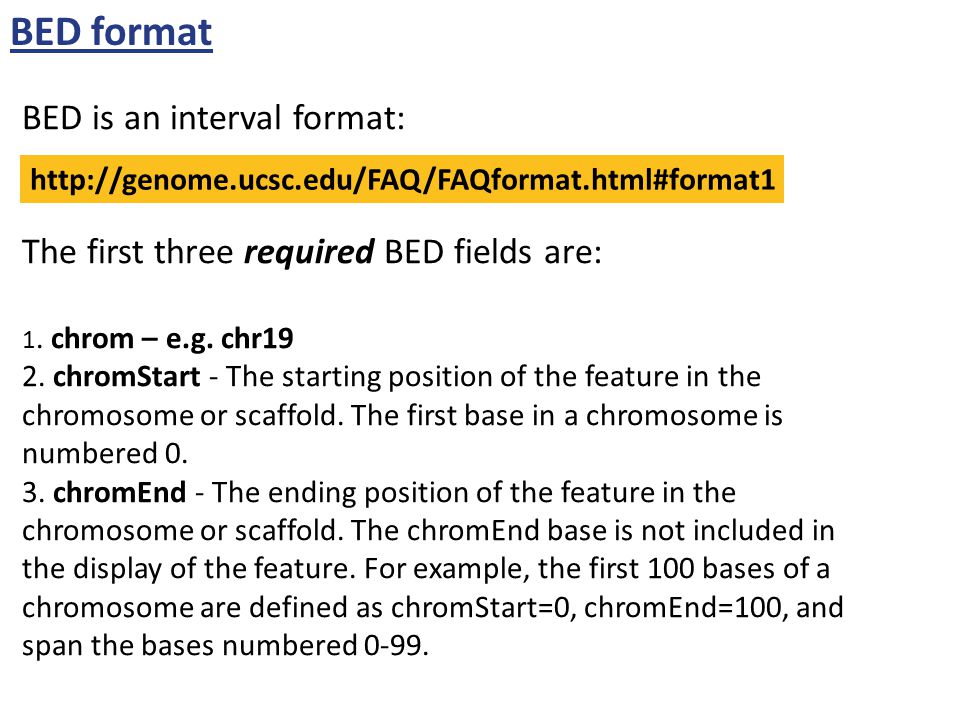 BED format
BED is an interval format:
http://genome.ucsc.edu/FAQ/FAQformat.html#format1
The first three required BED fields are:
1. chrom – e.g. chr19
2. chromStart - The starting position of the feature in the
chromosome or scaffold. The first base in a chromosome is
numbered 0.
3. chromEnd - The ending position of the feature in the
chromosome or scaffold. The chromEnd base is not included in
the display of the feature. For example, the first 100 bases of a
chromosome are defined as chromStart=0, chromEnd=100, and
span the bases numbered 0-99.